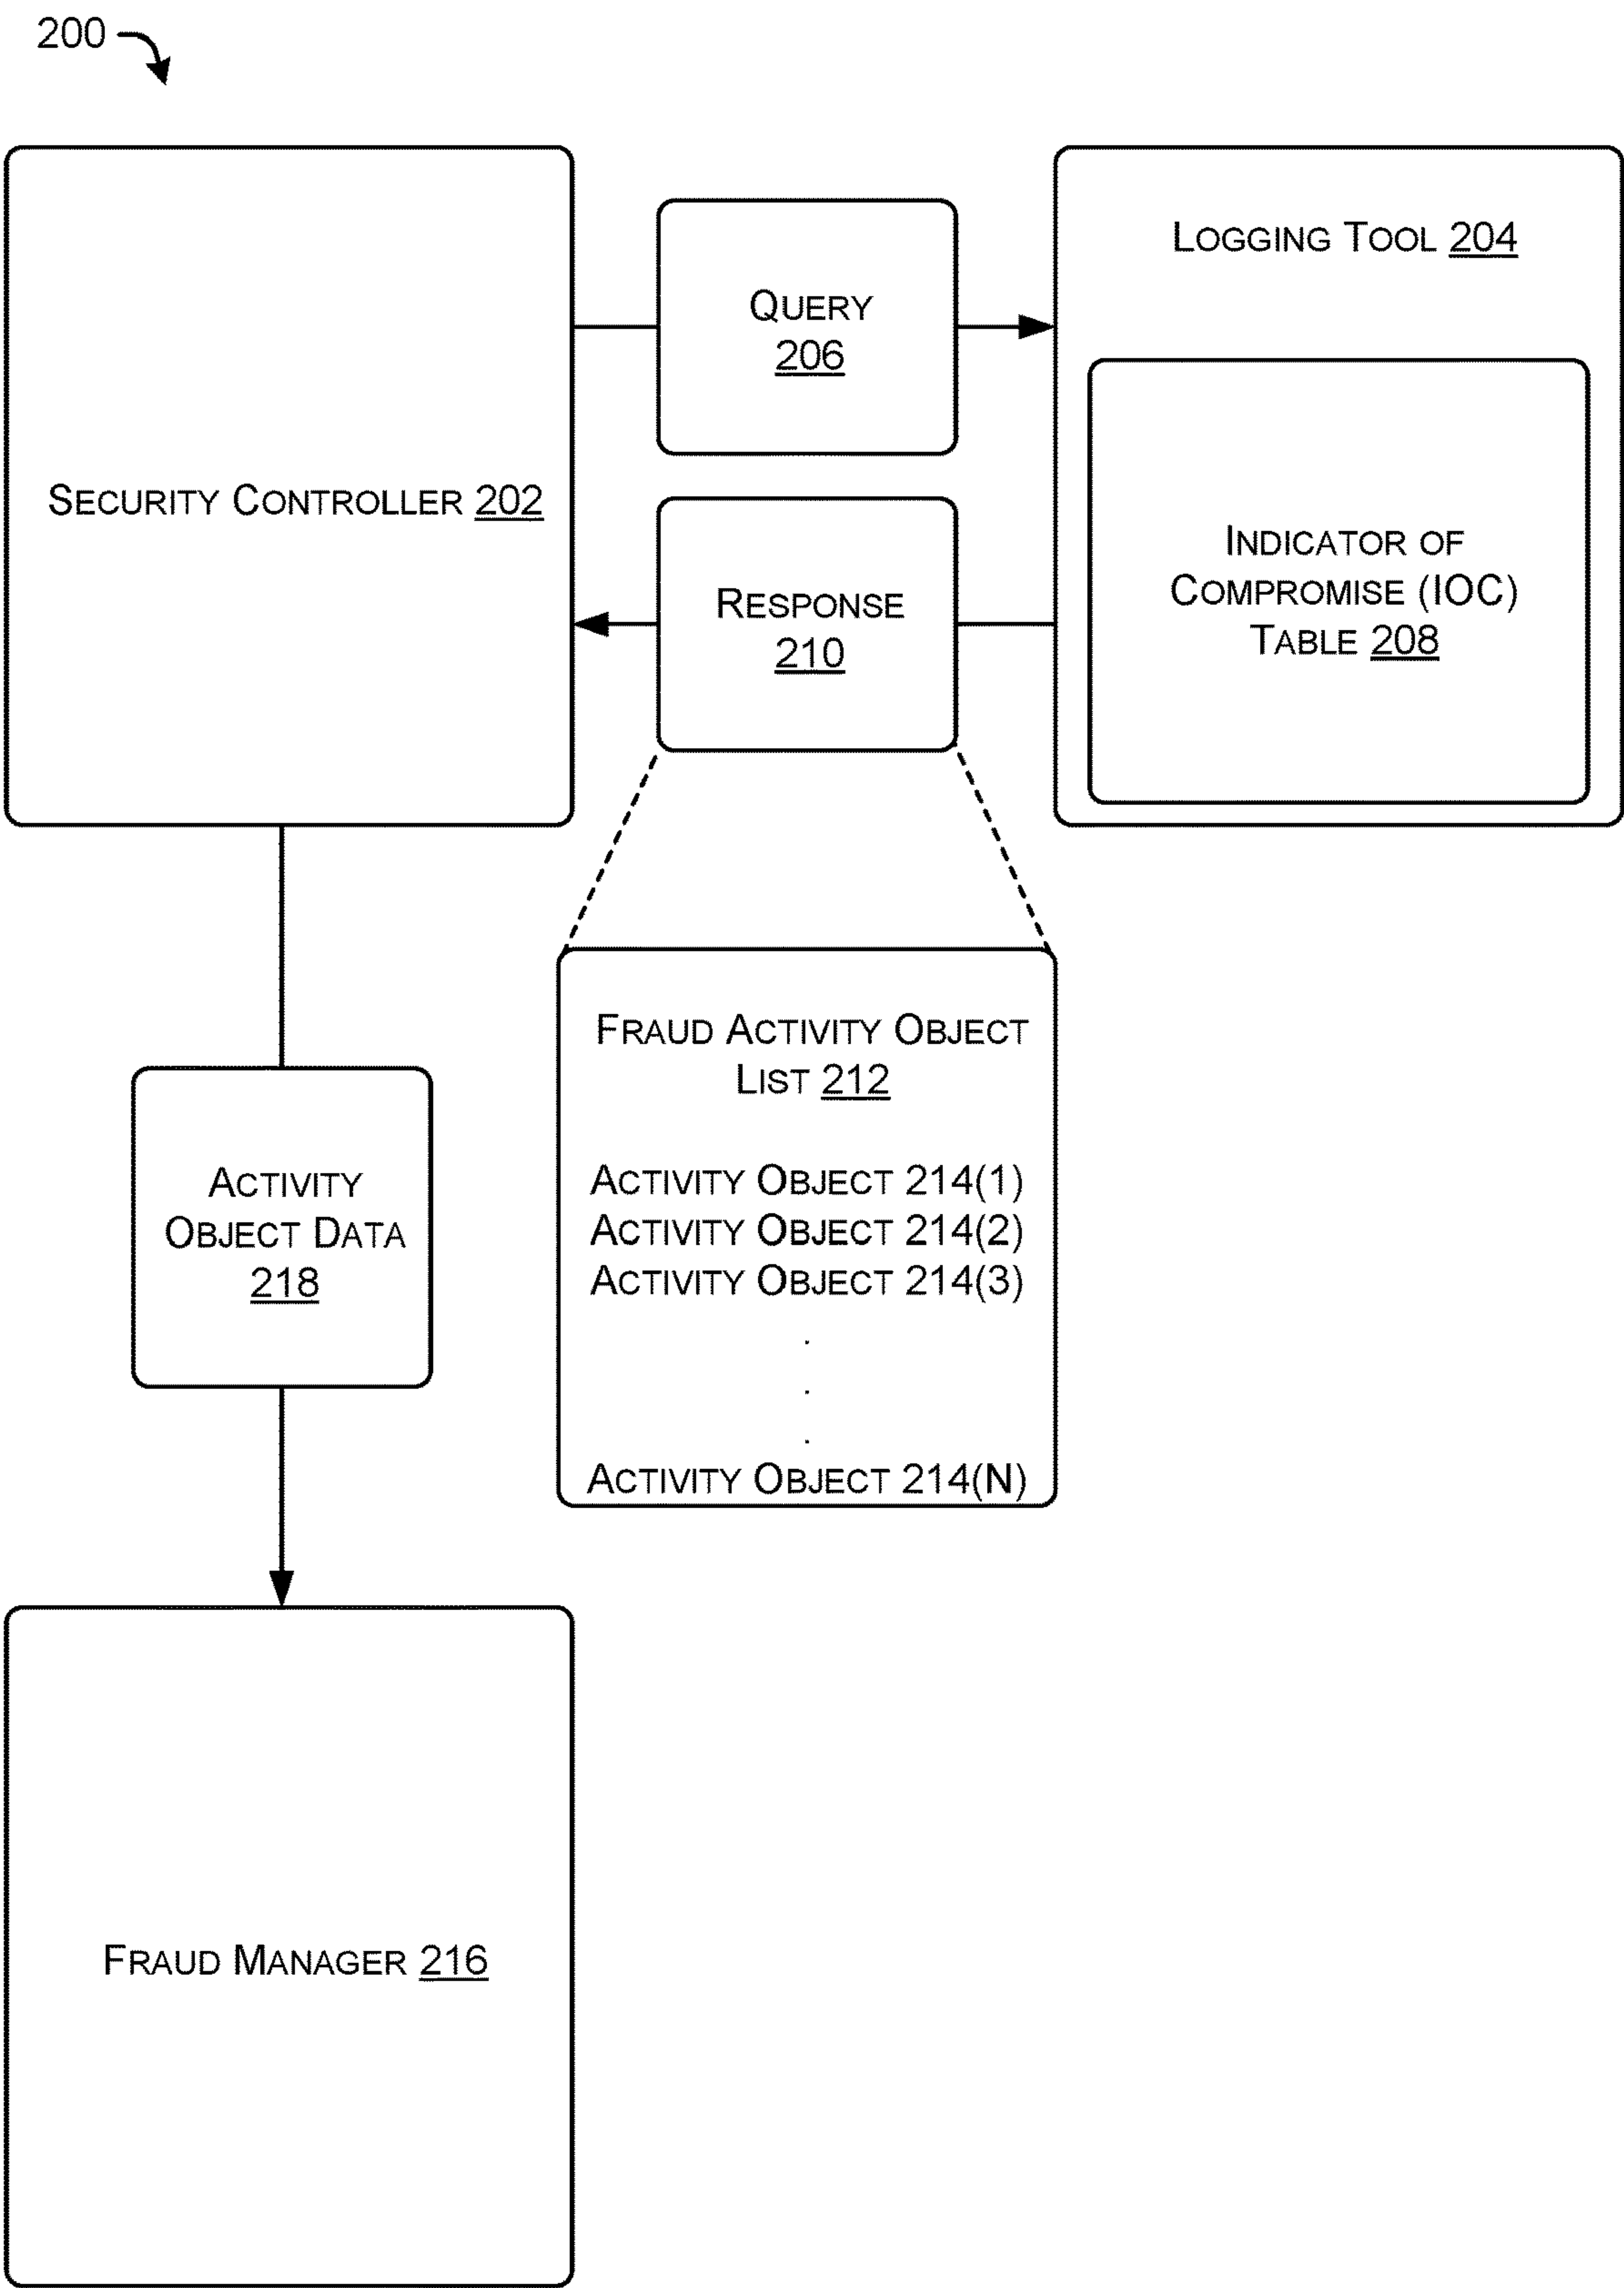 200
SECURITY CONTROLLER 202
QUERY
206
RESPONSE
210
LOGGING TOOL 204
INDICATOR OF
COMPROMISE (IOC)
TABLE 208
FRAUD ACTIVITY OBJECT
LIST 212
ACTIVITY OBJECT 214(1)
ACTIVITY OBJECT 214(2)
ACTIVITY OBJECT 214(3)
.
.
.
ACTIVITY OBJECT 214(N)
ACTIVITY
OBJECT DATA
218
FRAUD MANAGER 216